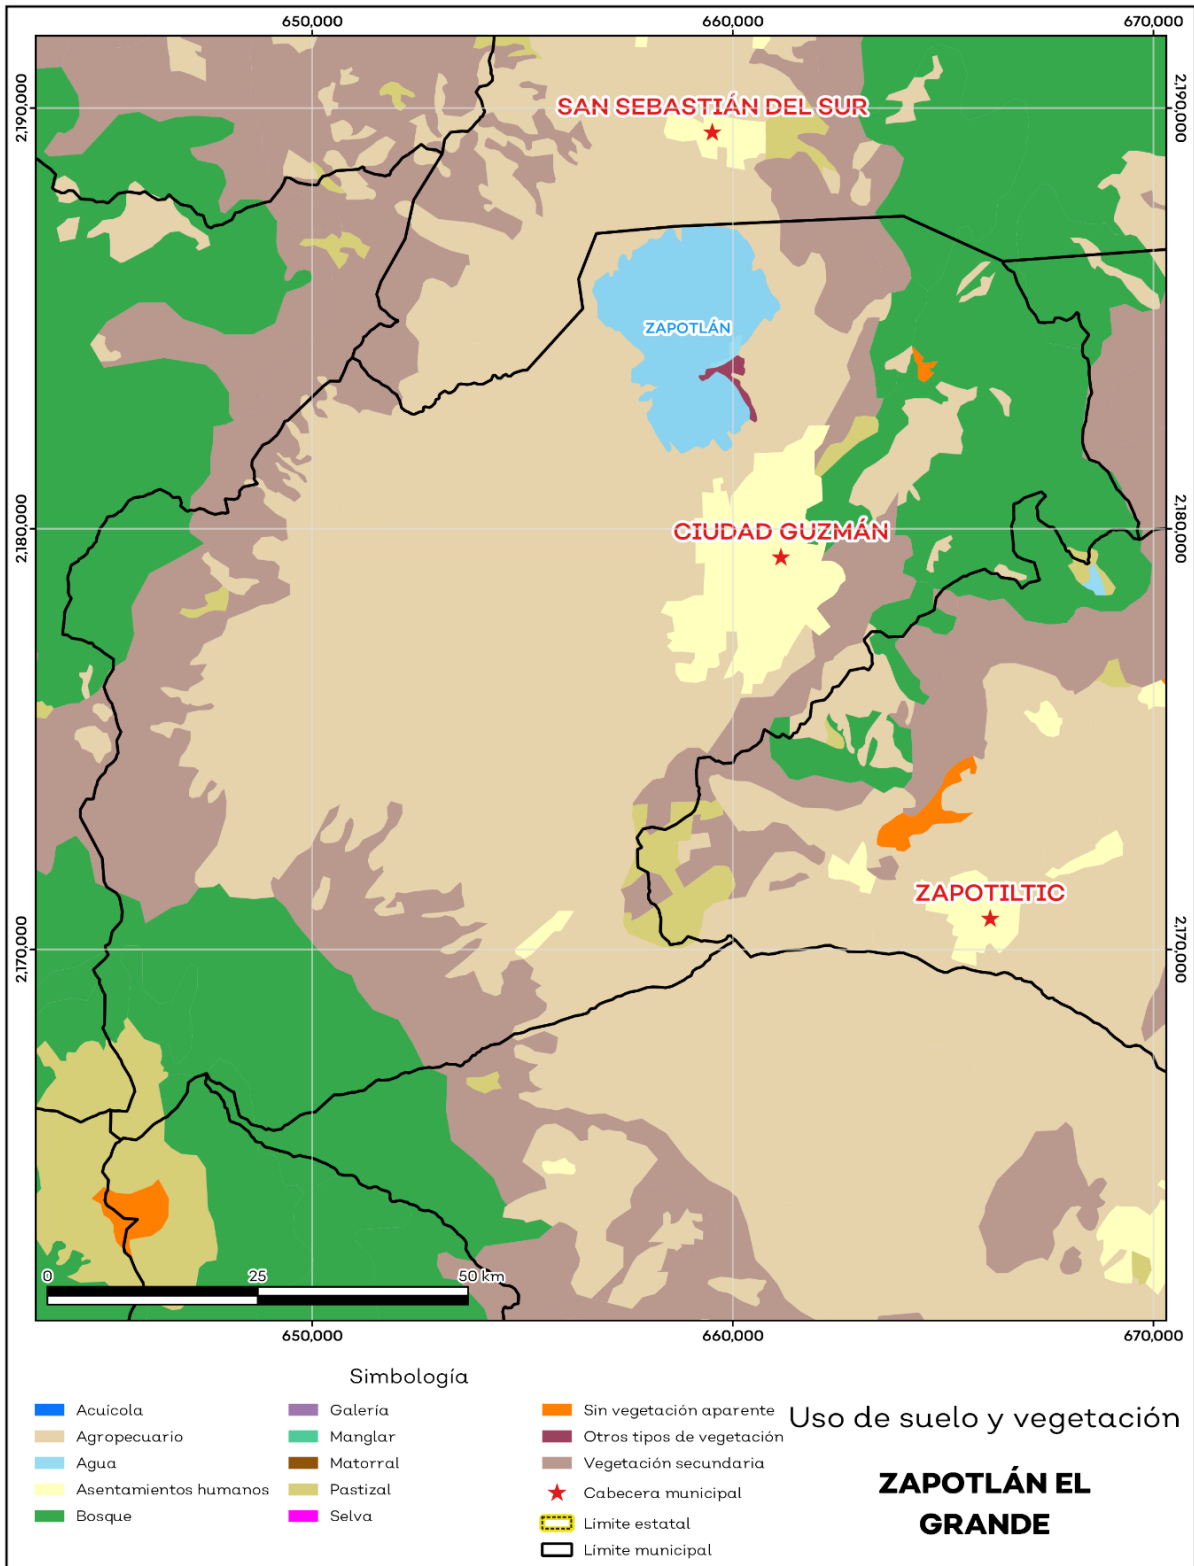 650,000 660,000 670,000
2,190,000 2,190,000
SAN SEBASTIÁN DEL SUR
ZAPOTLÁN
2,180,000 2,180,000
CIUDAD GUZMÁN
ZAPOTILTIC
2,170,000 2,170,000
0 25 50 km
650,000 660,000 670,000
Simbología
Acuícola
Agropecuario
Agua
Asentamientos humanos
Bosque
Galería
Manglar
Matorral
Pastizal
Selva
Sin vegetación aparente
Otros tipos de vegetación
Vegetación secundaria
Cabecera municipal
Límite estatal
Límite municipal
Uso de suelo y vegetación
ZAPOTLÁN EL
GRANDE